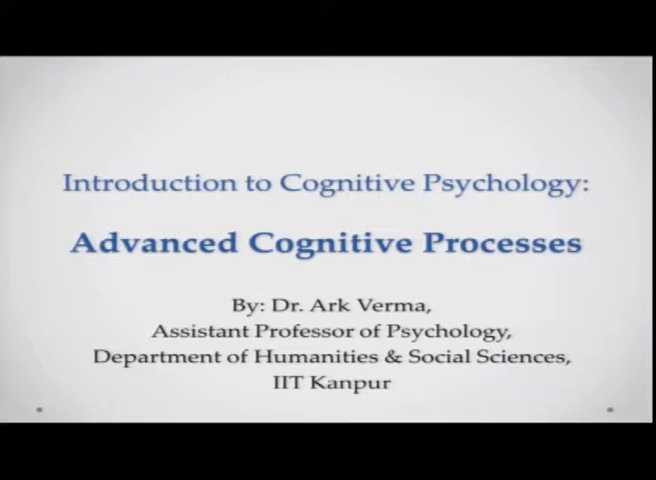 Introduction to Cognitive Psychology:
Advanced Cognitive Processes
By: Dr. Ark Verma,
Assistant Professor of Psychology,
Department of Humanities & Social Sciences,
IIT Kanpur